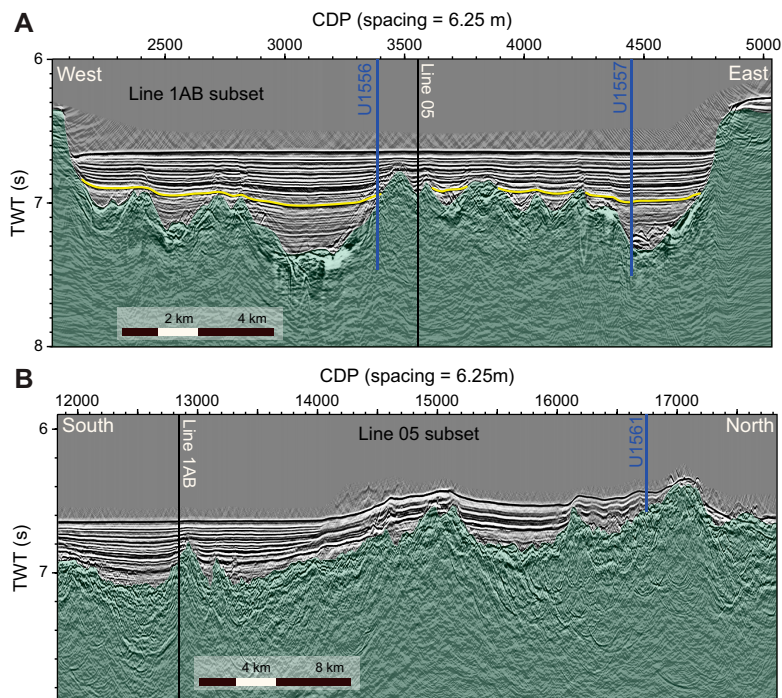 A
CDP (spacing = 6.25 m)
2500 3000 3500 4000 4500 5000
6
West
Line 1AB subset
U1556
Line 05
U1557
East
TWT (s)
7
2 km 4 km
8
B
CDP (spacing = 6.25m)
12000 13000 14000 15000 16000 17000
6
South
Line 1AB
Line 05 subset
U1561
North
TWT (s)
7
4 km 8 km